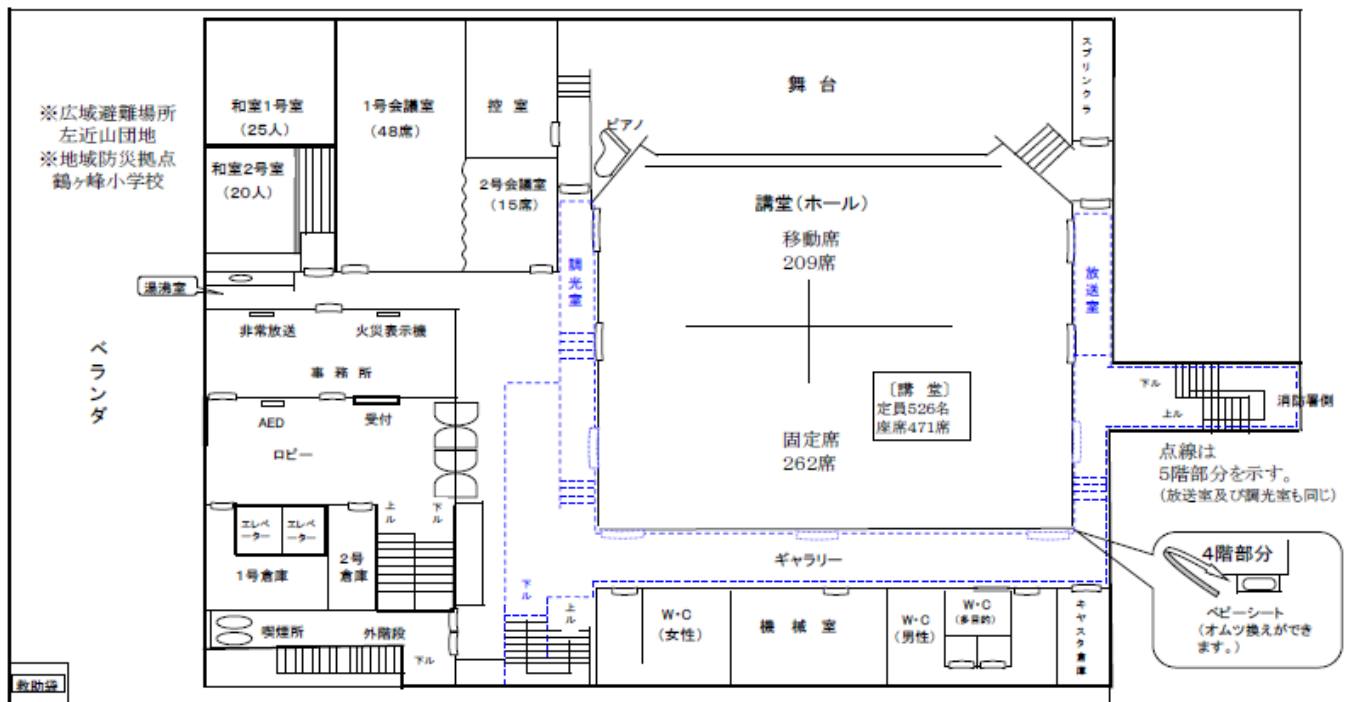 ※広域避難場所
左近山団地
※地域防災拠点
鶴ヶ峰小学校
和室1号室
(25人)
1号会議室
(48席)
控室
舞台
スプリンクラ
ピアノ
和室2号室
(20人)
2号会議室
(15席)
講堂(ホール)
移動席
209席
調光室
放送室
湯沸室
非常放送
火災表示機
事務所
ベランダ
AED
受付
ロビー
〔講堂〕
定員526名
座席471席
固定席
262席
下ル
上ル
消防署側
点線は
5階部分を示す。
(放送室及び調光室も同じ)
上ル
下ル
エレベーター
エレベーター
1号倉庫
2号
倉庫
ギャラリー
4階部分
ベビーシート
(オムツ換えができ
ます。)
下ル
上ル
W・C
(女性)
機械室
W・C
(男性)
W・C
(多目的)
キャスタ倉庫
喫煙所
外階段
下ル
救助袋